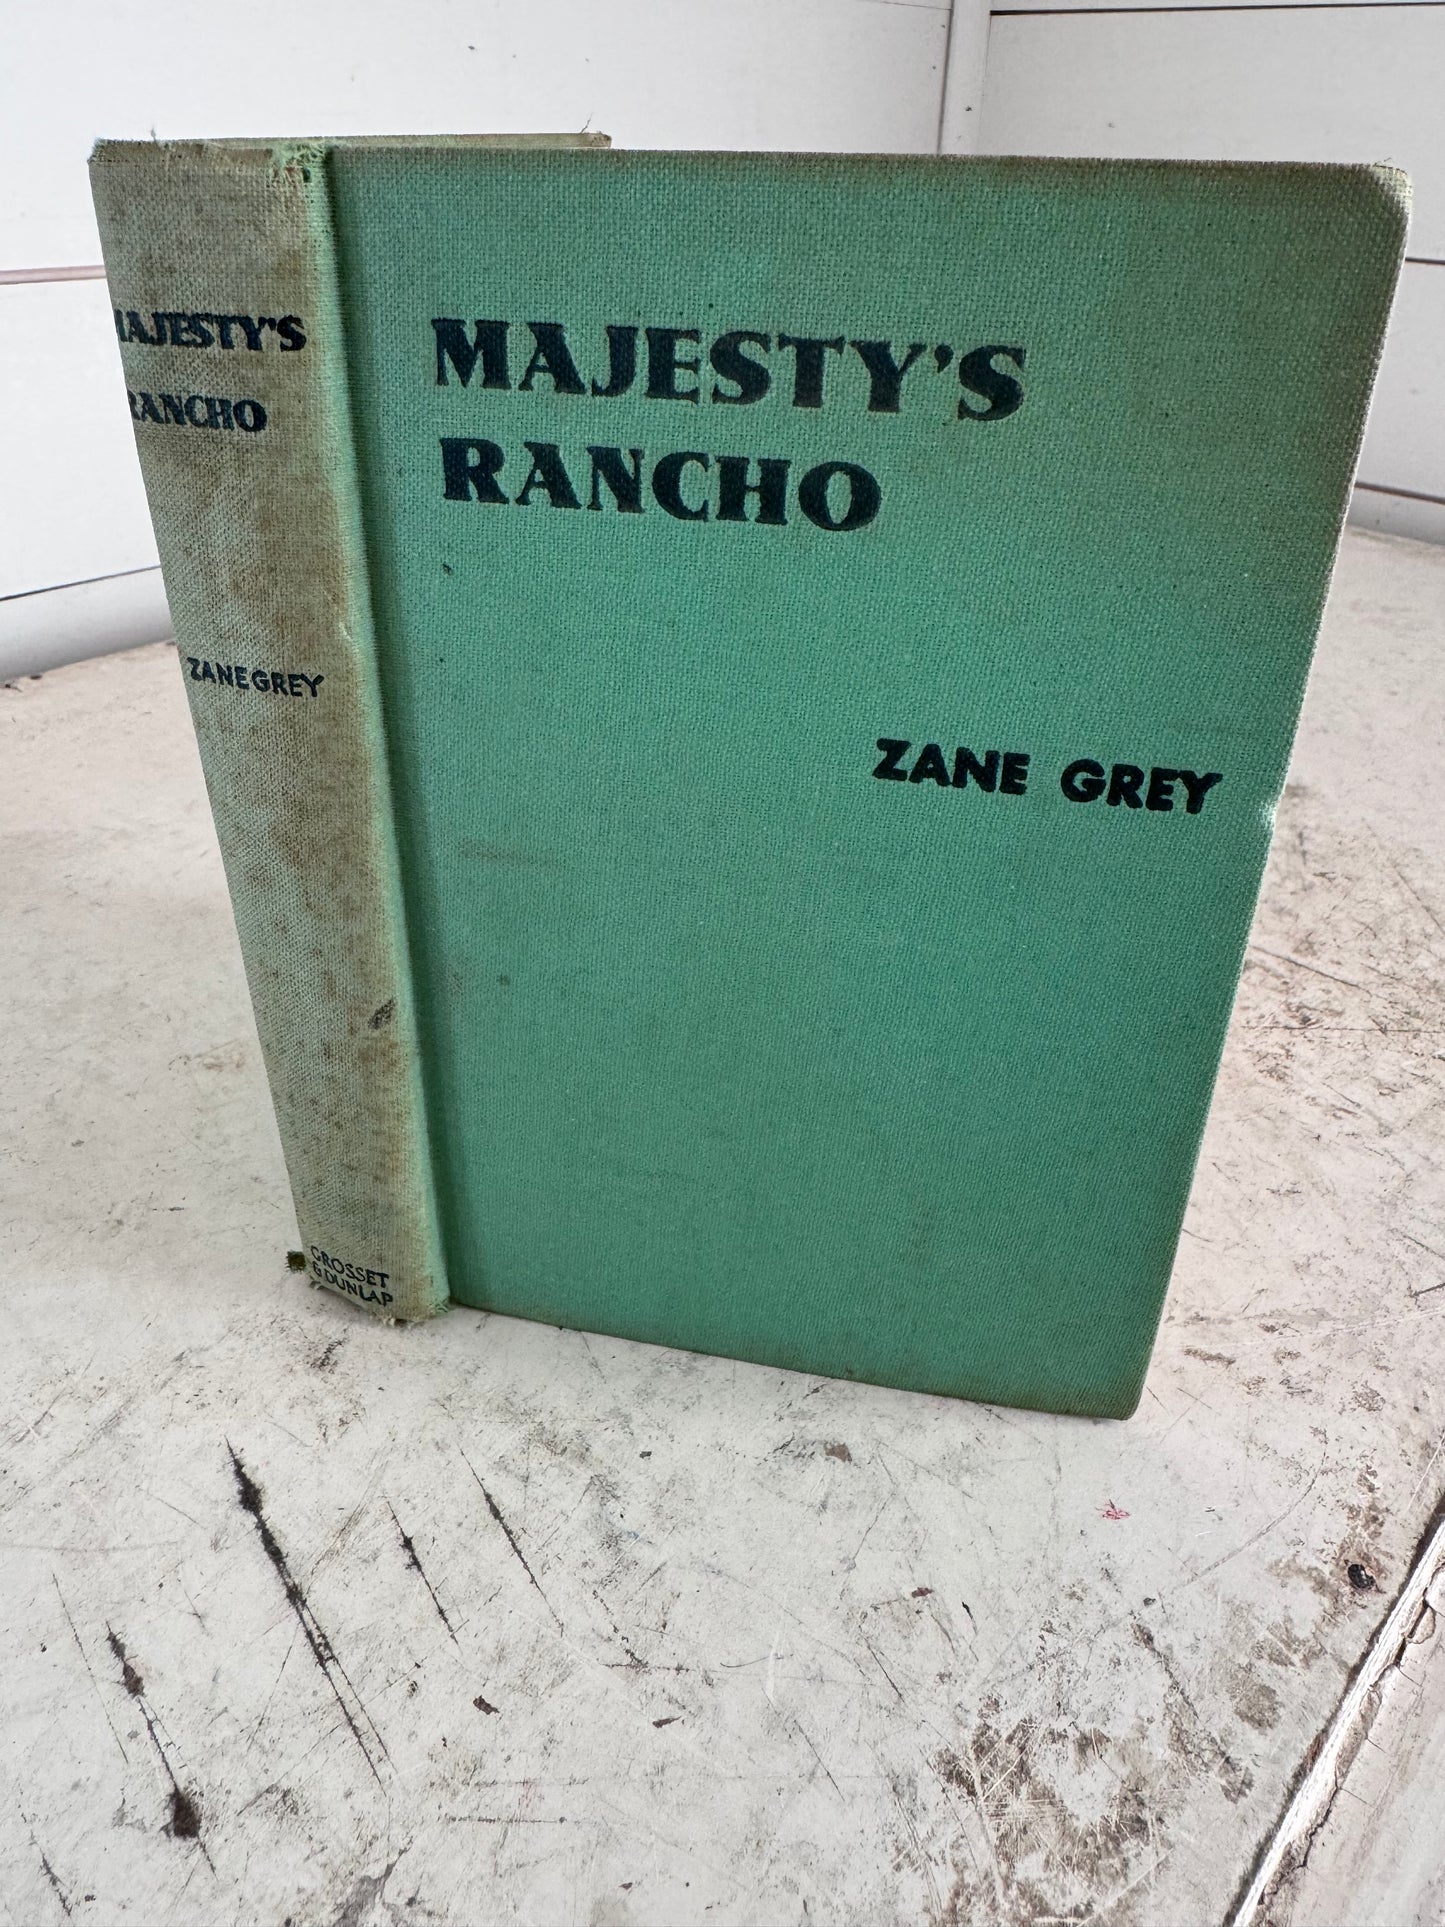 MAJESTY'S
RANCHO
ZANE GREY
GROSSET
& DUNLAP
MAJESTY'S
RANCHO
ZANE GREY